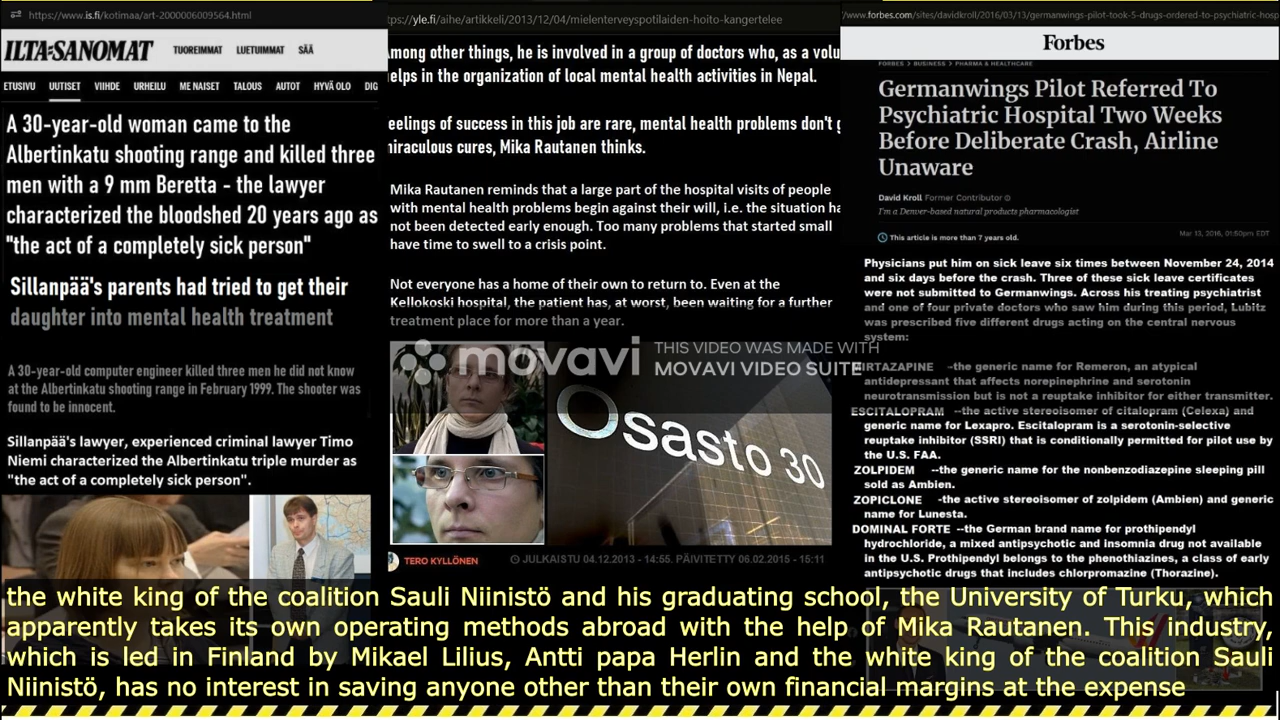 https://www.is.fi/kotimaa/art-2000006009564.html
ILTA-SANOMAT
TUOREIMMAT LUETUIMMAT SÄÄ
ETUSIVU UUTISET VIIHDE URHEILU ME NAISET TALOUS AUTOT HYVÄ OLO DIG
A 30-year-old woman came to the
Albertinkatu shooting range and killed three
men with a 9 mm Beretta - the lawyer
characterized the bloodshed 20 years ago as
"the act of a completely sick person"
Sillanpää's parents had tried to get their
daughter into mental health treatment
A 30-year-old computer engineer killed three men he did not know
at the Albertinkatu shooting range in February 1999. The shooter was
found to be innocent.
Sillanpää's lawyer, experienced criminal lawyer Timo
Niemi characterized the Albertinkatu triple murder as
"the act of a completely sick person".
tps://yle.fi/aihe/artikkeli/2013/12/04/mielenterveyspotilaiden-hoito-kangertelee
mong other things, he is involved in a group of doctors who, as a volu
elps in the organization of local mental health activities in Nepal.
eelings of success in this job are rare, mental health problems don't g
miraculous cures, Mika Rautanen thinks.
Mika Rautanen reminds that a large part of the hospital visits of people
with mental health problems begin against their will, i.e. the situation ha
not been detected early enough. Too many problems that started small
have time to swell to a crisis point.
Not everyone has a home of their own to return to. Even at the
Kellokoski hospital, the patient has, at worst, been waiting for a further
treatment place for more than a year.
movavi
THIS VIDEO WAS MADE WITH
MOVAVI VIDEO SUITE
Osasto 30
TERO KYLLÖNEN JULKAISTU 04.12.2013 - 14:55. PÄIVITETTY 06.02.2015 - 15:11
/www.forbes.com/sites/davidkroll/2016/03/13/germanwings-pilot-took-5-drugs-ordered-to-psychiatric-hosp
Forbes
FORBES > BUSINESS > PHARMA & HEALTHCARE
Germanwings Pilot Referred To
Psychiatric Hospital Two Weeks
Before Deliberate Crash, Airline
Unaware
David Kroll Former Contributor
I'm a Denver-based natural products pharmacologist
This article is more than 7 years old.
Mar 13, 2016, 01:50pm EDT
Physicians put him on sick leave six times between November 24, 2014
and six days before the crash. Three of these sick leave certificates
were not submitted to Germanwings. Across his treating psychiatrist
and one of four private doctors who saw him during this period, Lubitz
was prescribed five different drugs acting on the central nervous
system:
MIRTAZAPINE -the generic name for Remeron, an atypical
antidepressant that affects norepinephrine and serotonin
neurotransmission but is not a reuptake inhibitor for either transmitter.
ESCITALOPRAM --the active stereoisomer of citalopram (Celexa) and
generic name for Lexapro. Escitalopram is a serotonin-selective
reuptake inhibitor (SSRI) that is conditionally permitted for pilot use by
the U.S. FAA.
ZOLPIDEM --the generic name for the nonbenzodiazepine sleeping pill
sold as Ambien.
ZOPICLONE -the active stereoisomer of zolpidem (Ambien) and generic
name for Lunesta.
DOMINAL FORTE --the German brand name for prothipendyl
hydrochloride, a mixed antipsychotic and insomnia drug not available
in the U.S. Prothipendyl belongs to the phenothiazines, a class of early
antipsychotic drugs that includes chlorpromazine (Thorazine).
the white king of the coalition Sauli Niinistö and his graduating school, the University of Turku, which
apparently takes its own operating methods abroad with the help of Mika Rautanen. This industry,
which is led in Finland by Mikael Lilius, Antti papa Herlin and the white king of the coalition Sauli
Niinistö, has no interest in saving anyone other than their own financial margins at the expense